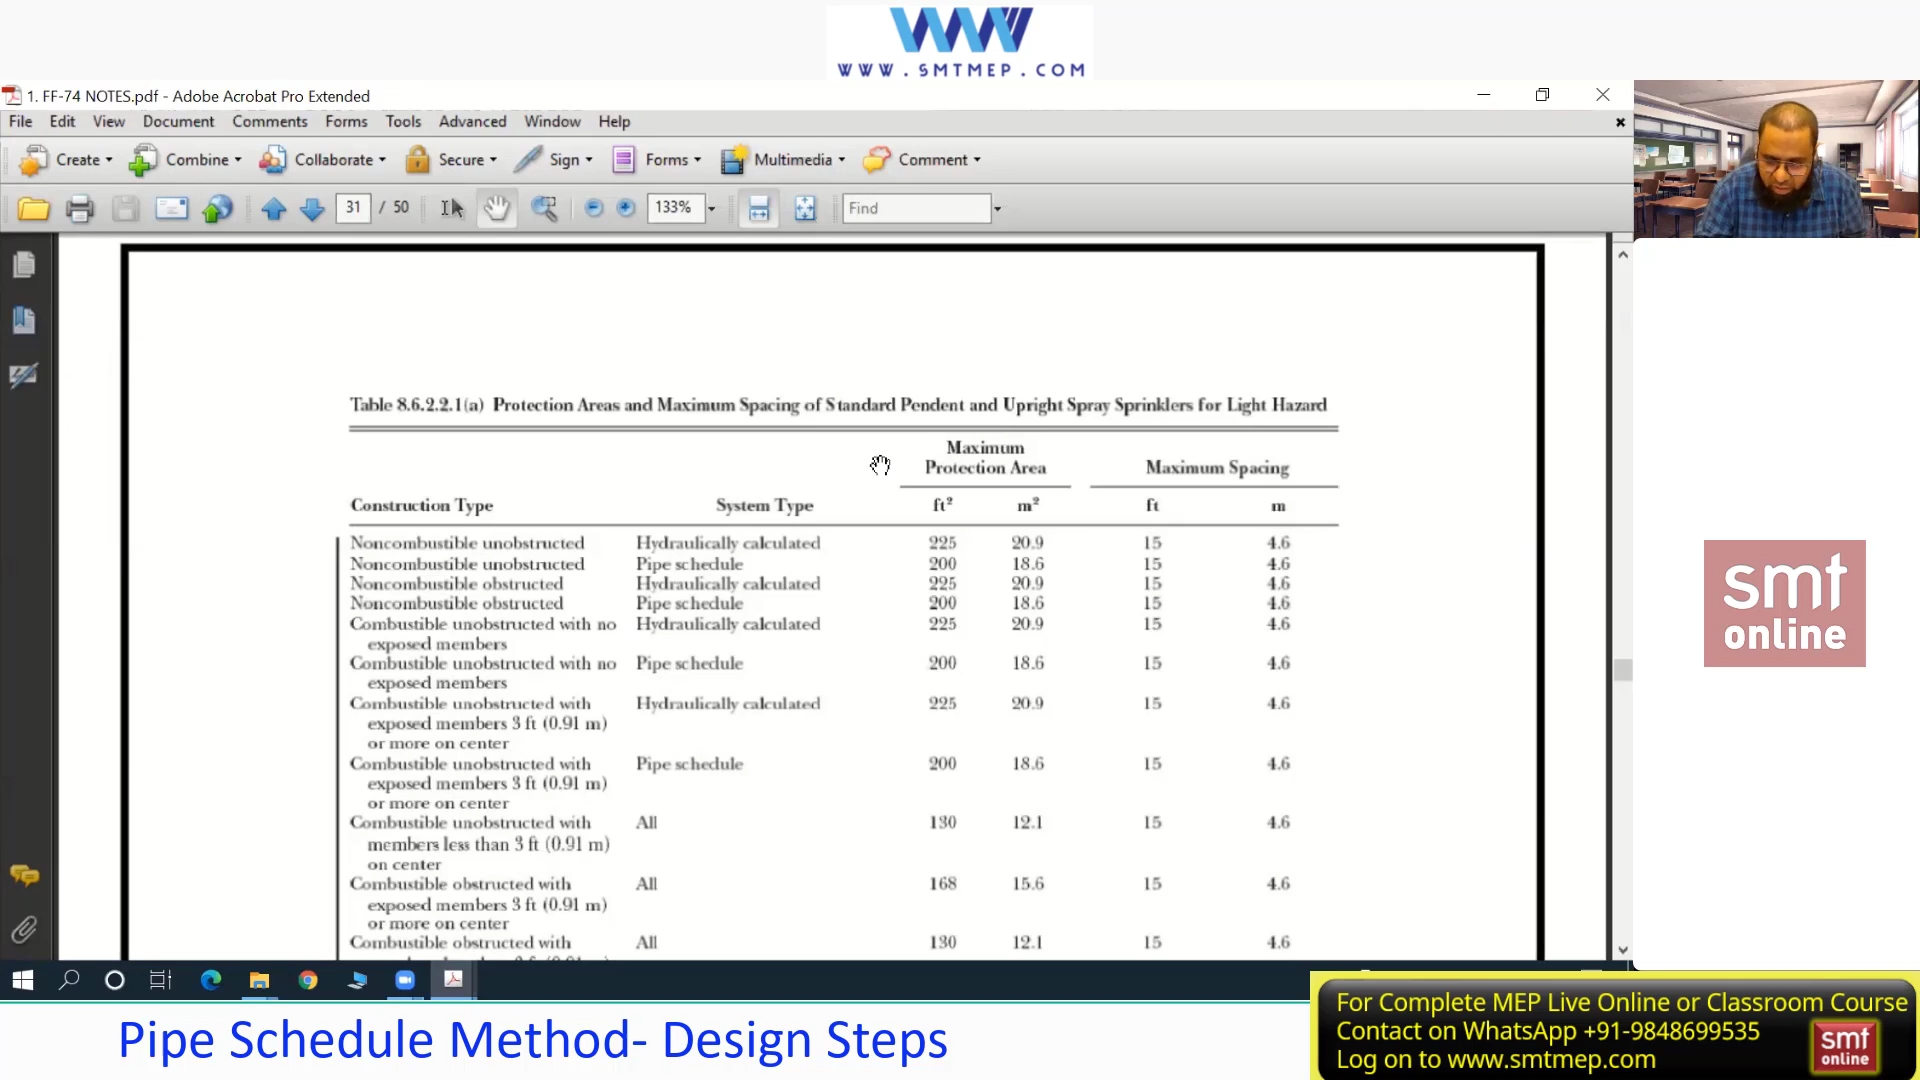 WWW.SMTMEP.COM
1. FF-74 NOTES.pdf - Adobe Acrobat Pro Extended
File Edit View Document Comments Forms Tools Advanced Window Help
Create Combine Collaborate Secure Sign Forms Multimedia Comment
31 / 50 133% Find
Table 8.6.2.2.1(a) Protection Areas and Maximum Spacing of Standard Pendent and Upright Spray Sprinklers for Light Hazard
Maximum
Protection Area Maximum Spacing
Construction Type System Type ft² m² ft m
Noncombustible unobstructed Hydraulically calculated 225 20.9 15 4.6
Noncombustible unobstructed Pipe schedule 200 18.6 15 4.6
Noncombustible obstructed Hydraulically calculated 225 20.9 15 4.6
Noncombustible obstructed Pipe schedule 200 18.6 15 4.6
Combustible unobstructed with no Hydraulically calculated 225 20.9 15 4.6
exposed members
Combustible unobstructed with no Pipe schedule 200 18.6 15 4.6
exposed members
Combustible unobstructed with Hydraulically calculated 225 20.9 15 4.6
exposed members 3 ft (0.91 m)
or more on center
Combustible unobstructed with Pipe schedule 200 18.6 15 4.6
exposed members 3 ft (0.91 m)
or more on center
Combustible unobstructed with All 130 12.1 15 4.6
members less than 3 ft (0.91 m)
on center
Combustible obstructed with All 168 15.6 15 4.6
exposed members 3 ft (0.91 m)
or more on center
Combustible obstructed with All 130 12.1 15 4.6
smt
online
Pipe Schedule Method- Design Steps
For Complete MEP Live Online or Classroom Course
Contact on WhatsApp +91-9848699535
Log on to www.smtmep.com
smt
online